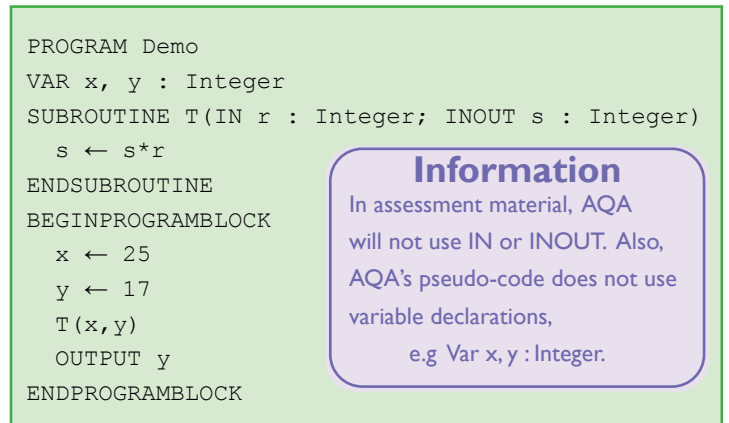 PROGRAM Demo
VAR x, y : Integer
SUBROUTINE T(IN r : Integer; INOUT s : Integer)
s ← s*r
ENDSUBROUTINE
BEGINPROGRAMBLOCK
x ← 25
y ← 17
T(x,y)
OUTPUT y
ENDPROGRAMBLOCK
Information
In assessment material, AQA
will not use IN or INOUT. Also,
AQA's pseudo-code does not use
variable declarations,
e.g Var x, y : Integer.